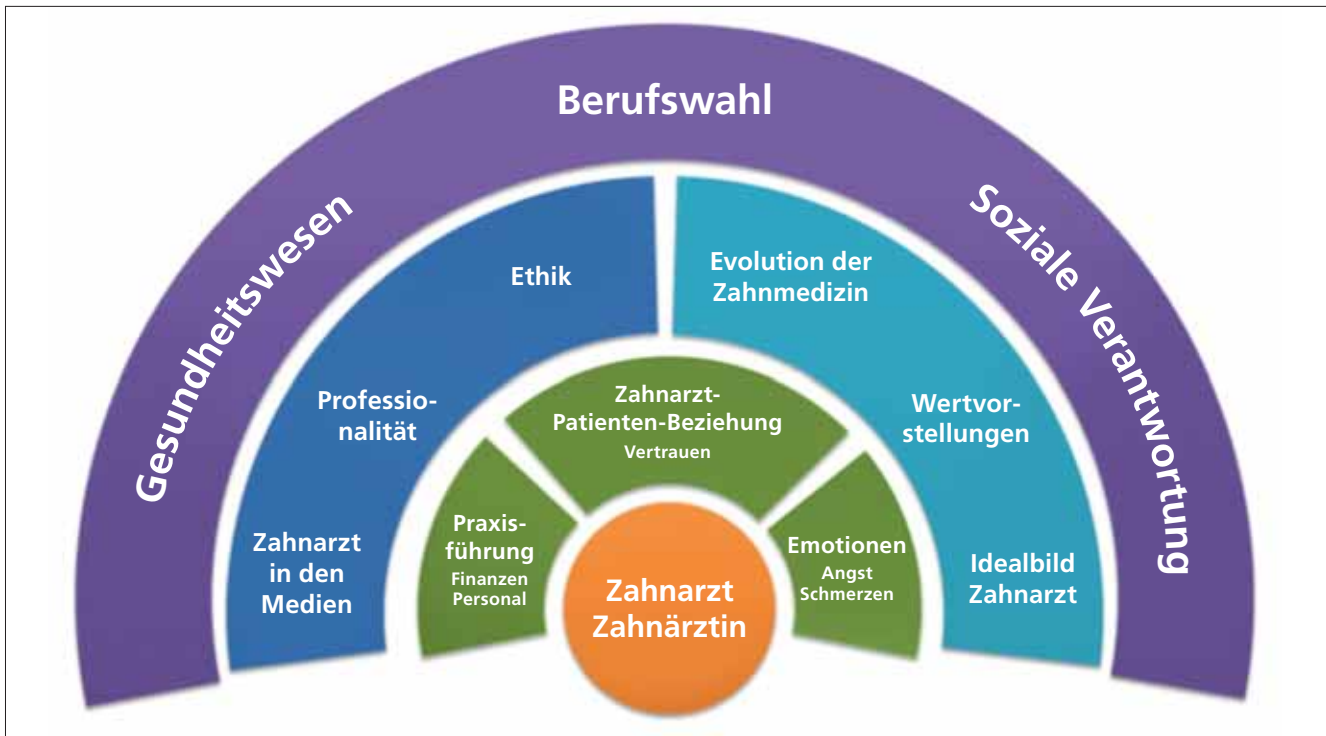 Berufswahl
Gesundheitswesen
Soziale Verantwortung
Ethik
Professio-
nalität
Zahnarzt
in den
Medien
Evolution der
Zahnmedizin
Wertvor-
stellungen
Idealbild
Zahnarzt
Zahnarzt-
Patienten-Beziehung
Vertrauen
Praxis-
führung
Finanzen
Personal
Emotionen
Angst
Schmerzen
Zahnarzt
Zahnärztin